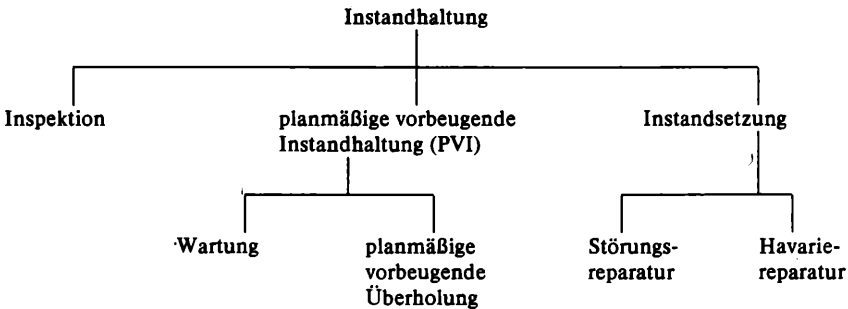 Instandhaltung
Inspektion
planmäßige vorbeugende
Instandhaltung (PVI)
Instandsetzung
Wartung
planmäßige
vorbeugende
Überholung
Störungs-
reparatur
Havarie-
reparatur